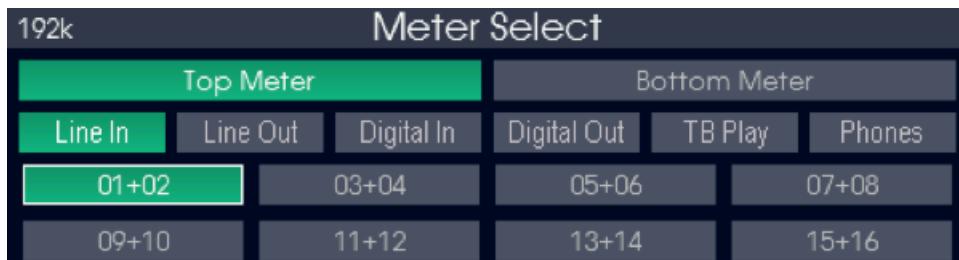 192k Meter Select
Top Meter Bottom Meter
Line In Line Out Digital In Digital Out TB Play Phones
01+02 03+04 05+06 07+08
09+10 11+12 13+14 15+16